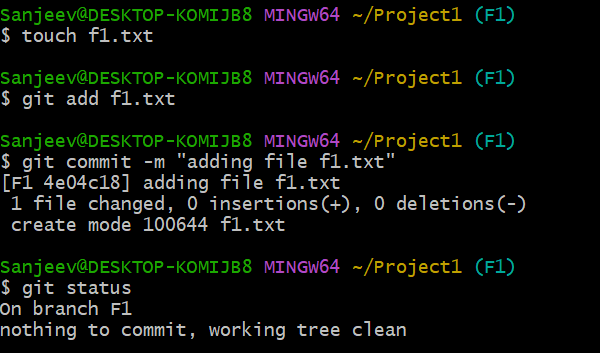 Sanjeev@DESKTOP-KOMIJB8 MINGW64 ~/Project1 (F1)
$ touch f1.txt
Sanjeev@DESKTOP-KOMIJB8 MINGW64 ~/Project1 (F1)
$ git add f1.txt
Sanjeev@DESKTOP-KOMIJB8 MINGW64 ~/Project1 (F1)
$ git commit -m "adding file f1.txt"
[F1 4e04c18] adding file f1.txt
 1 file changed, 0 insertions(+), 0 deletions(-)
 create mode 100644 f1.txt
Sanjeev@DESKTOP-KOMIJB8 MINGW64 ~/Project1 (F1)
$ git status
On branch F1
nothing to commit, working tree clean